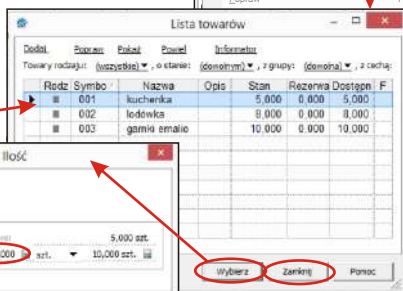 Lista towarów
Dodaj Popraw Pokaż Powiel Informator
Towary rodzaju: (wszystkie) , o stanie: (dowolnym) , z grupy: (dowolna) , z cechą:
Rodz Symbo Nazwa Opis Stan Rezerwa Dostępn F
001 kuchenka 5,000 0,000 5,000
002 lodówka 8,000 0,000 8,000
003 garnki emalio 10,000 0,000 10,000
Ilość
5,000 szt.
000 szt. 10,000 szt.
Wybierz Zamknij Pomoc